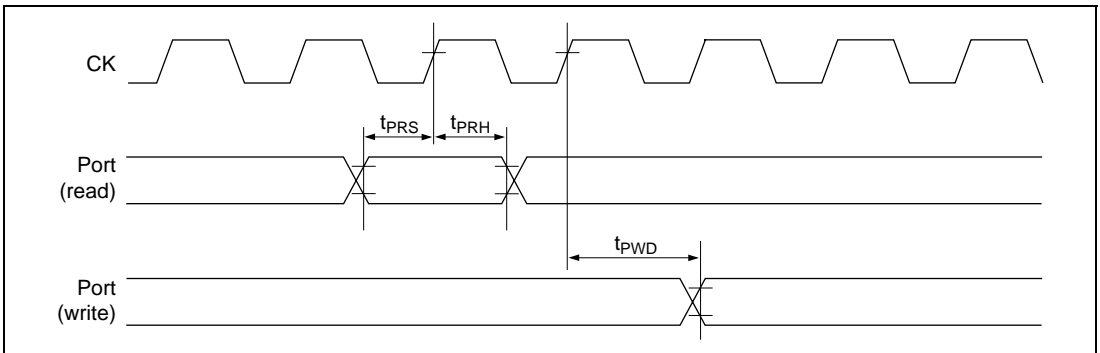 CK
tPRS tPRH
Port
(read)
tPWD
Port
(write)